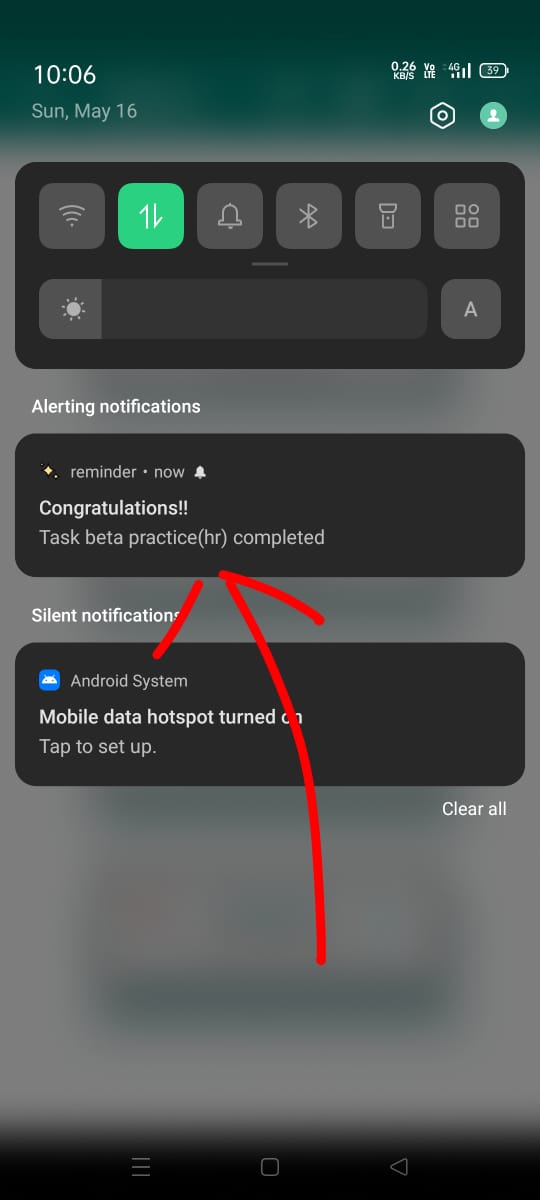 10:06
0.26 KB/S Vo LTE 4G 39
Sun, May 16
A
Alerting notifications
reminder • now
Congratulations!!
Task beta practice(hr) completed
Silent notifications
Android System
Mobile data hotspot turned on
Tap to set up.
Clear all